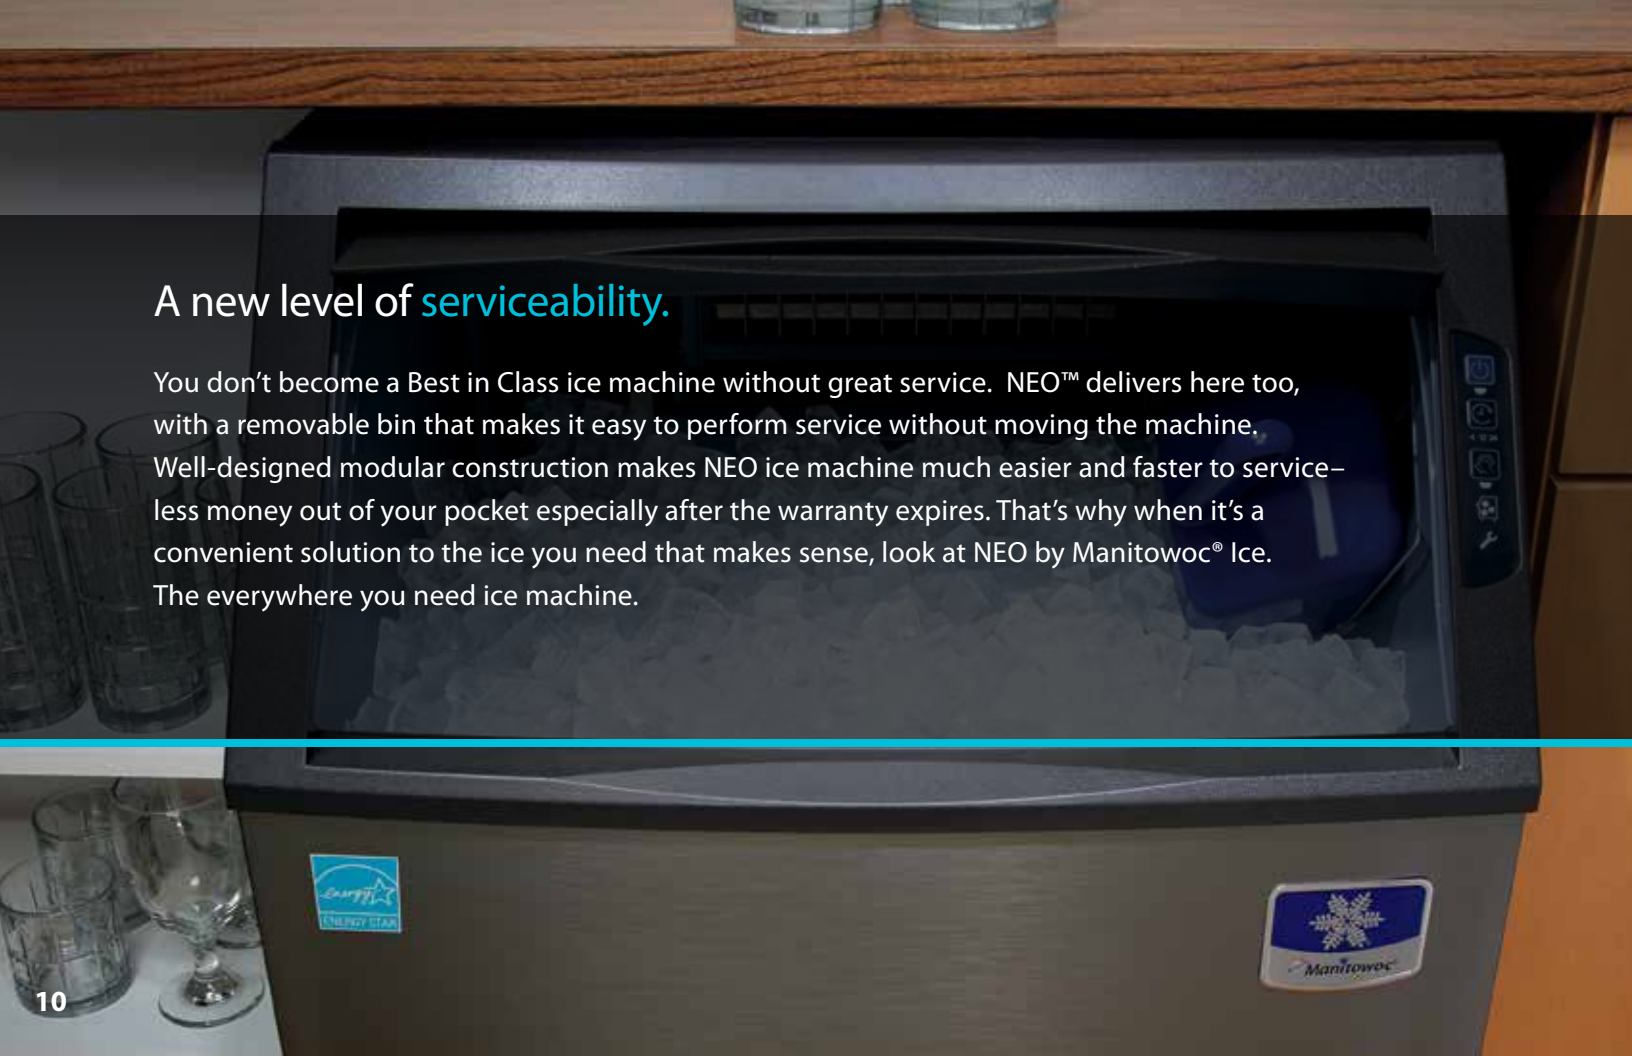 A new level of serviceability.
You don’t become a Best in Class ice machine without great service.  NEO™ delivers here too,
with a removable bin that makes it easy to perform service without moving the machine.
Well-designed modular construction makes NEO ice machine much easier and faster to service–
less money out of your pocket especially after the warranty expires. That’s why when it’s a
convenient solution to the ice you need that makes sense, look at NEO by Manitowoc® Ice.
The everywhere you need ice machine.
energy
ENERGY STAR
Manitowoc
10